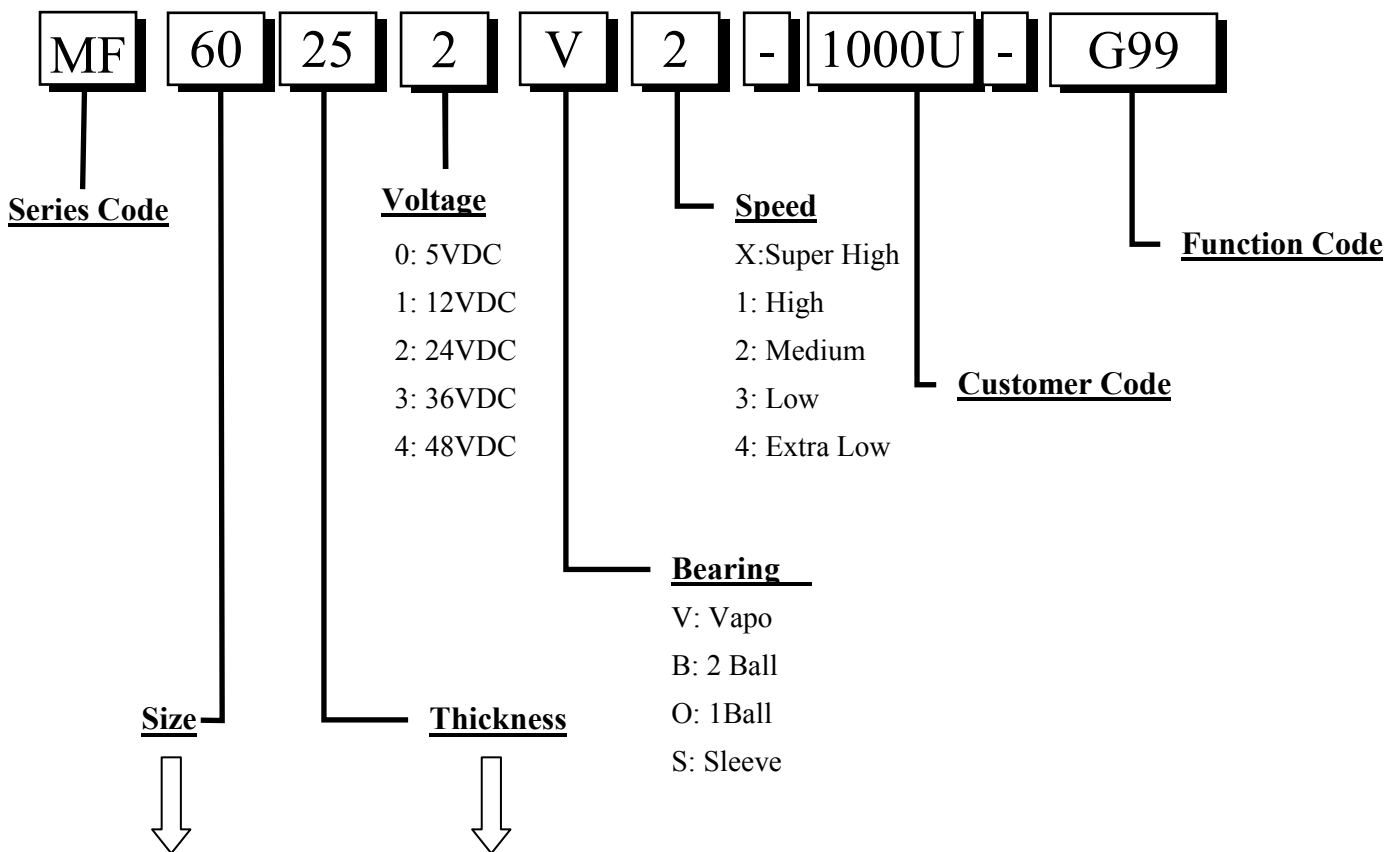 MF 60 25 2 V 2 - 1000U - G99
Series Code
Voltage
0: 5VDC
1: 12VDC
2: 24VDC
3: 36VDC
4: 48VDC
Speed
X:Super High
1: High
2: Medium
3: Low
4: Extra Low
Function Code
Customer Code
Bearing
V: Vapo
B: 2 Ball
O: 1Ball
S: Sleeve
Size
Thickness